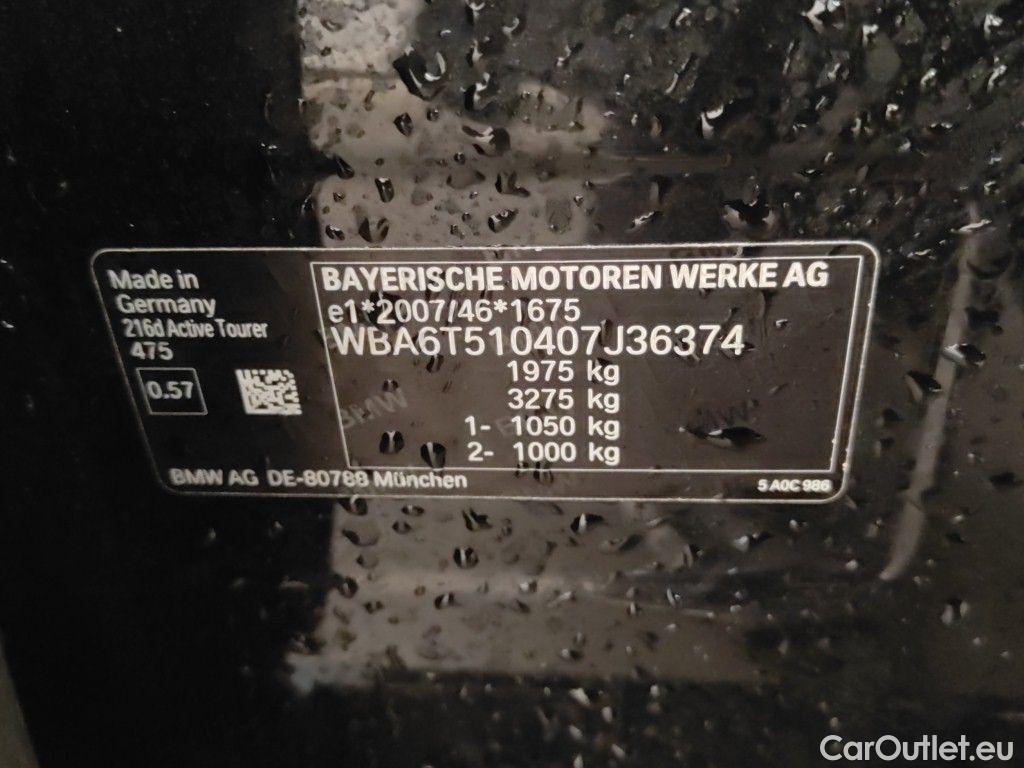 Made in
Germany
216d Active Tourer
475
0.57
BAYERISCHE MOTOREN WERKE AG
e1*2007/46*1675
WBA6T510407J36374
1975 kg
3275 kg
1- 1050 kg
2- 1000 kg
BMW AG DE-80788 München
5 A0C 986
BMW
BMW
CarOutlet.eu